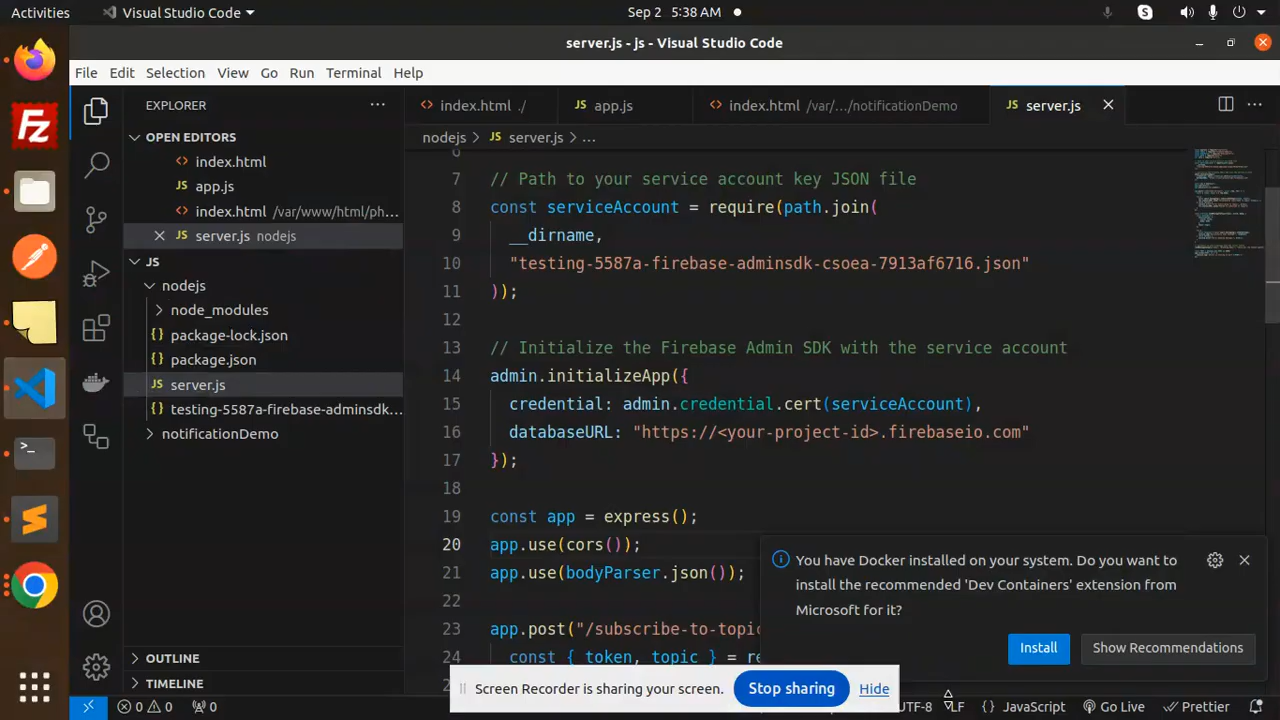 Activities
Visual Studio Code
Sep 2 5:38 AM
server.js - js - Visual Studio Code
File Edit Selection View Go Run Terminal Help
EXPLORER
OPEN EDITORS
index.html
app.js
index.html /var/www/html/ph...
server.js nodejs
JS
nodejs
node_modules
package-lock.json
package.json
server.js
testing-5587a-firebase-adminsdk...
notificationDemo
OUTLINE
TIMELINE
index.html ./
app.js
index.html /var/.../notificationDemo
server.js
nodejs > JS server.js > ...
6
7 // Path to your service account key JSON file
8 const serviceAccount = require(path.join(
9 __dirname,
10 "testing-5587a-firebase-adminsdk-csoea-7913af6716.json"
11 ));
12
13 // Initialize the Firebase Admin SDK with the service account
14 admin.initializeApp({
15 credential: admin.credential.cert(serviceAccount),
16 databaseURL: "https://<your-project-id>.firebaseio.com"
17 });
18
19 const app = express();
20 app.use(cors());
21 app.use(bodyParser.json());
22
23 app.post("/subscribe-to-topic
24 const { token, topic } = re
You have Docker installed on your system. Do you want to
install the recommended 'Dev Containers' extension from
Microsoft for it?
Install
Show Recommendations
Screen Recorder is sharing your screen.
Stop sharing
Hide
0 0 0
UTF-8 LF {} JavaScript Go Live Prettier